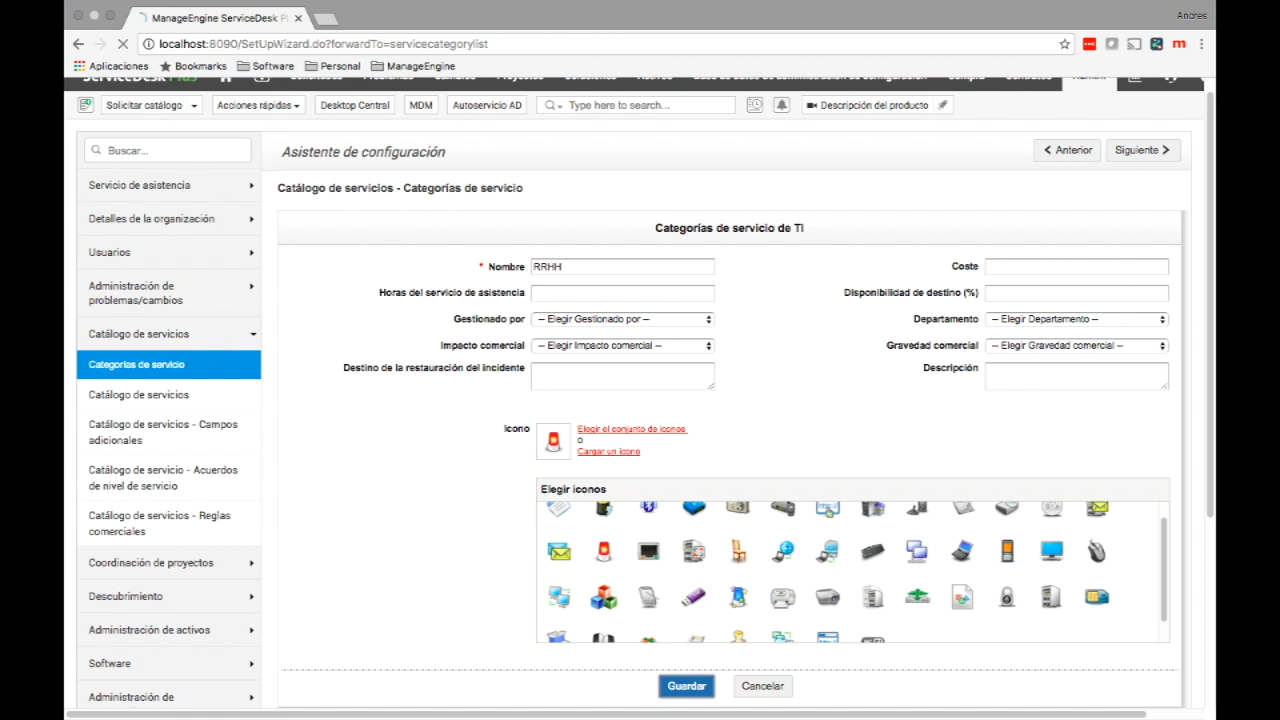 ManageEngine ServiceDesk Pl
Andres
localhost:8090/SetUpWizard.do?forwardTo=servicecategorylist
Aplicaciones
Bookmarks
Software
Personal
ManageEngine
ServiceDesk Plus
Solicitar catálogo
Acciones rápidas
Desktop Central
MDM
Autoservicio AD
Type here to search...
Descripción del producto
Buscar...
Asistente de configuración
Anterior
Siguiente
Servicio de asistencia
Catálogo de servicios - Categorías de servicio
Detalles de la organización
Categorías de servicio de TI
Usuarios
* Nombre
RRHH
Coste
Administración de
problemas/cambios
Horas del servicio de asistencia
Disponibilidad de destino (%)
Gestionado por
-- Elegir Gestionado por --
Departamento
-- Elegir Departamento --
Catálogo de servicios
Impacto comercial
-- Elegir Impacto comercial --
Gravedad comercial
-- Elegir Gravedad comercial --
Categorías de servicio
Destino de la restauración del incidente
Descripción
Catálogo de servicios
Catálogo de servicios - Campos
adicionales
Icono
Elegir el conjunto de iconos
o
Cargar un icono
Catálogo de servicio - Acuerdos
de nivel de servicio
Elegir iconos
Catálogo de servicios - Reglas
comerciales
Coordinación de proyectos
Descubrimiento
Administración de activos
Software
Guardar
Cancelar
Administración de